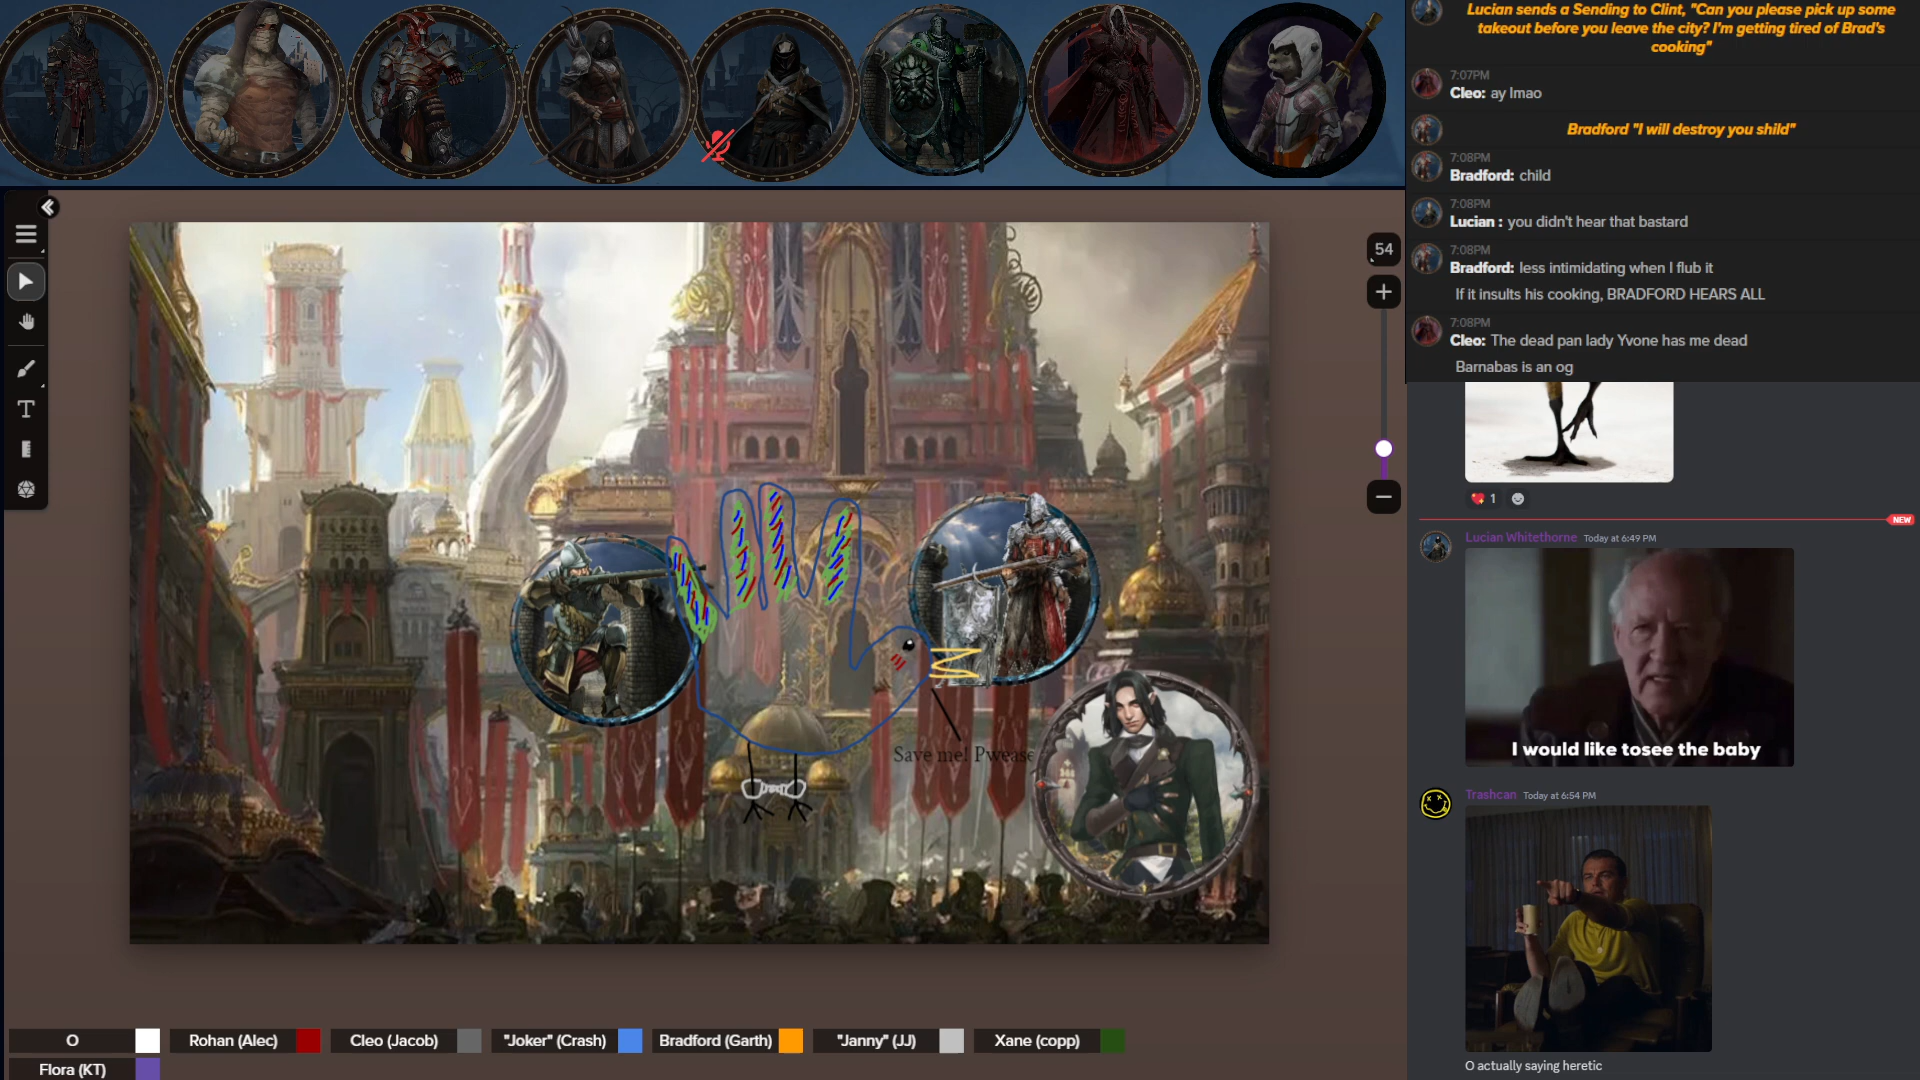 Lucian sends a Sending to Clint, "Can you please pick up some
takeout before you leave the city? I'm getting tired of Brad's
cooking"
7:07PM
Cleo: ay lmao
Bradford "I will destroy you shild"
7:08PM
Bradford: child
7:08PM
Lucian : you didn't hear that bastard
7:08PM
Bradford: less intimidating when I flub it
If it insults his cooking, BRADFORD HEARS ALL
7:08PM
Cleo: The dead pan lady Yvone has me dead
Barnabas is an og
54
1
NEW
Lucian Whitethorne Today at 6:49 PM
I would like tosee the baby
Trashcan Today at 6:54 PM
O actually saying heretic
Save me! Pwease
O
Rohan (Alec)
Cleo (Jacob)
"Joker" (Crash)
Bradford (Garth)
"Janny" (JJ)
Xane (copp)
Flora (KT)